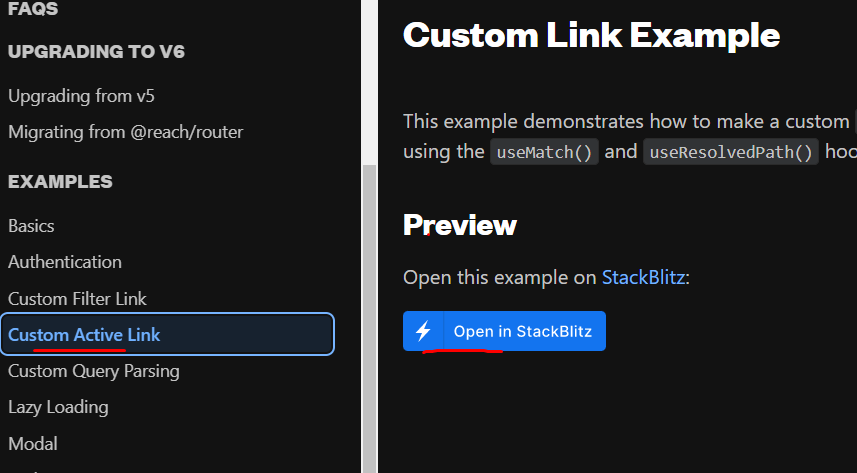 FAQS
UPGRADING TO V6
Upgrading from v5
Migrating from @reach/router
EXAMPLES
Basics
Authentication
Custom Filter Link
Custom Active Link
Custom Query Parsing
Lazy Loading
Modal
Custom Link Example
This example demonstrates how to make a custom
using the useMatch() and useResolvedPath() hoo
Preview
Open this example on StackBlitz:
Open in StackBlitz